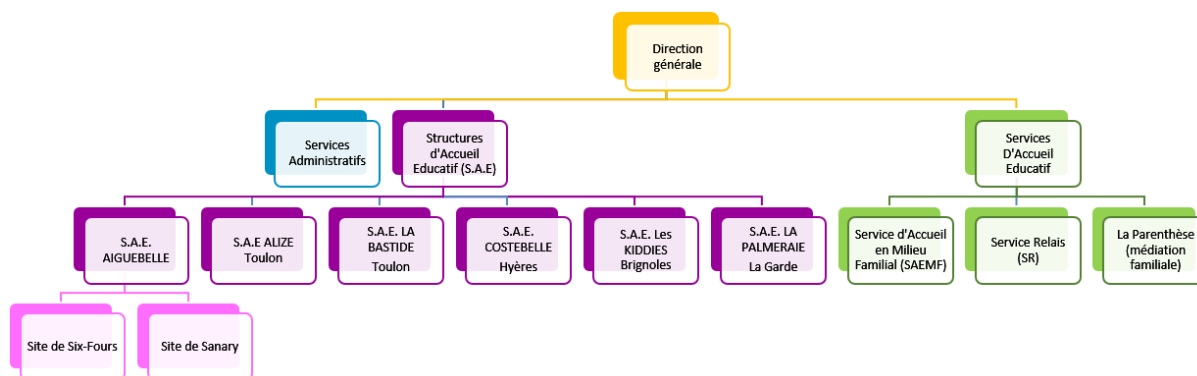 Direction
générale
Services
Administratifs
Structures
d'Accueil
Educatif (S.A.E)
Services
D'Accueil
Educatif
S.A.E.
AIGUEBELLE
S.A.E ALIZE
Toulon
S.A.E. LA
BASTIDE
Toulon
S.A.E.
COSTEBELLE
Hyères
S.A.E. Les
KIDDIES
Brignoles
S.A.E. LA
PALMERAIE
La Garde
Service d'Accueil
en Milieu
Familial (SAEMF)
Service Relais
(SR)
La Parenthèse
(médiation
familiale)
Site de Six-Fours
Site de Sanary